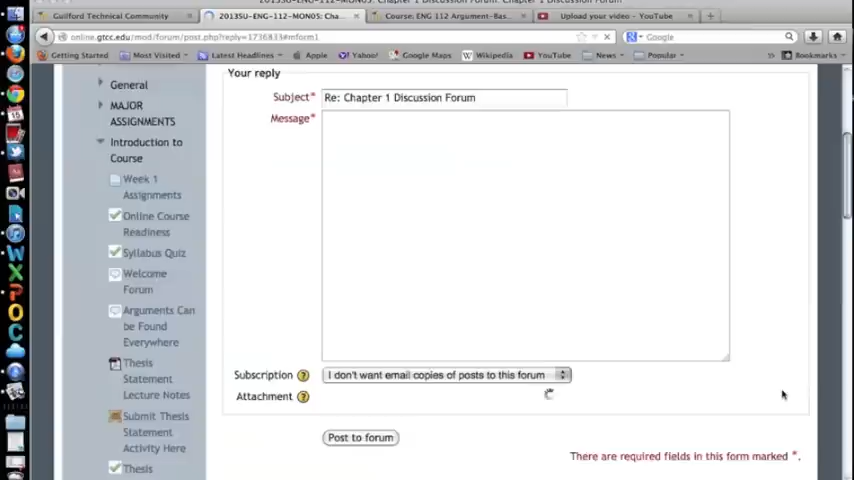 Guilford Technical Community
2013SU-ENG-112-MON05: Cha...
Course: ENG 112 Argument-Bas...
Upload your video - YouTube
online.gtcc.edu/mod/forum/post.php?reply=1736833#mform1
Google
Getting Started
Most Visited
Latest Headlines
Apple
Yahoo!
Google Maps
Wikipedia
YouTube
News
Popular
Bookmarks
General
MAJOR
ASSIGNMENTS
Introduction to
Course
Week 1
Assignments
Online Course
Readiness
Syllabus Quiz
Welcome
Forum
Arguments Can
be Found
Everywhere
Thesis
Statement
Lecture Notes
Submit Thesis
Statement
Activity Here
Thesis
Your reply
Subject*
Re: Chapter 1 Discussion Forum
Message*
Subscription
I don't want email copies of posts to this forum
Attachment
Post to forum
There are required fields in this form marked *.